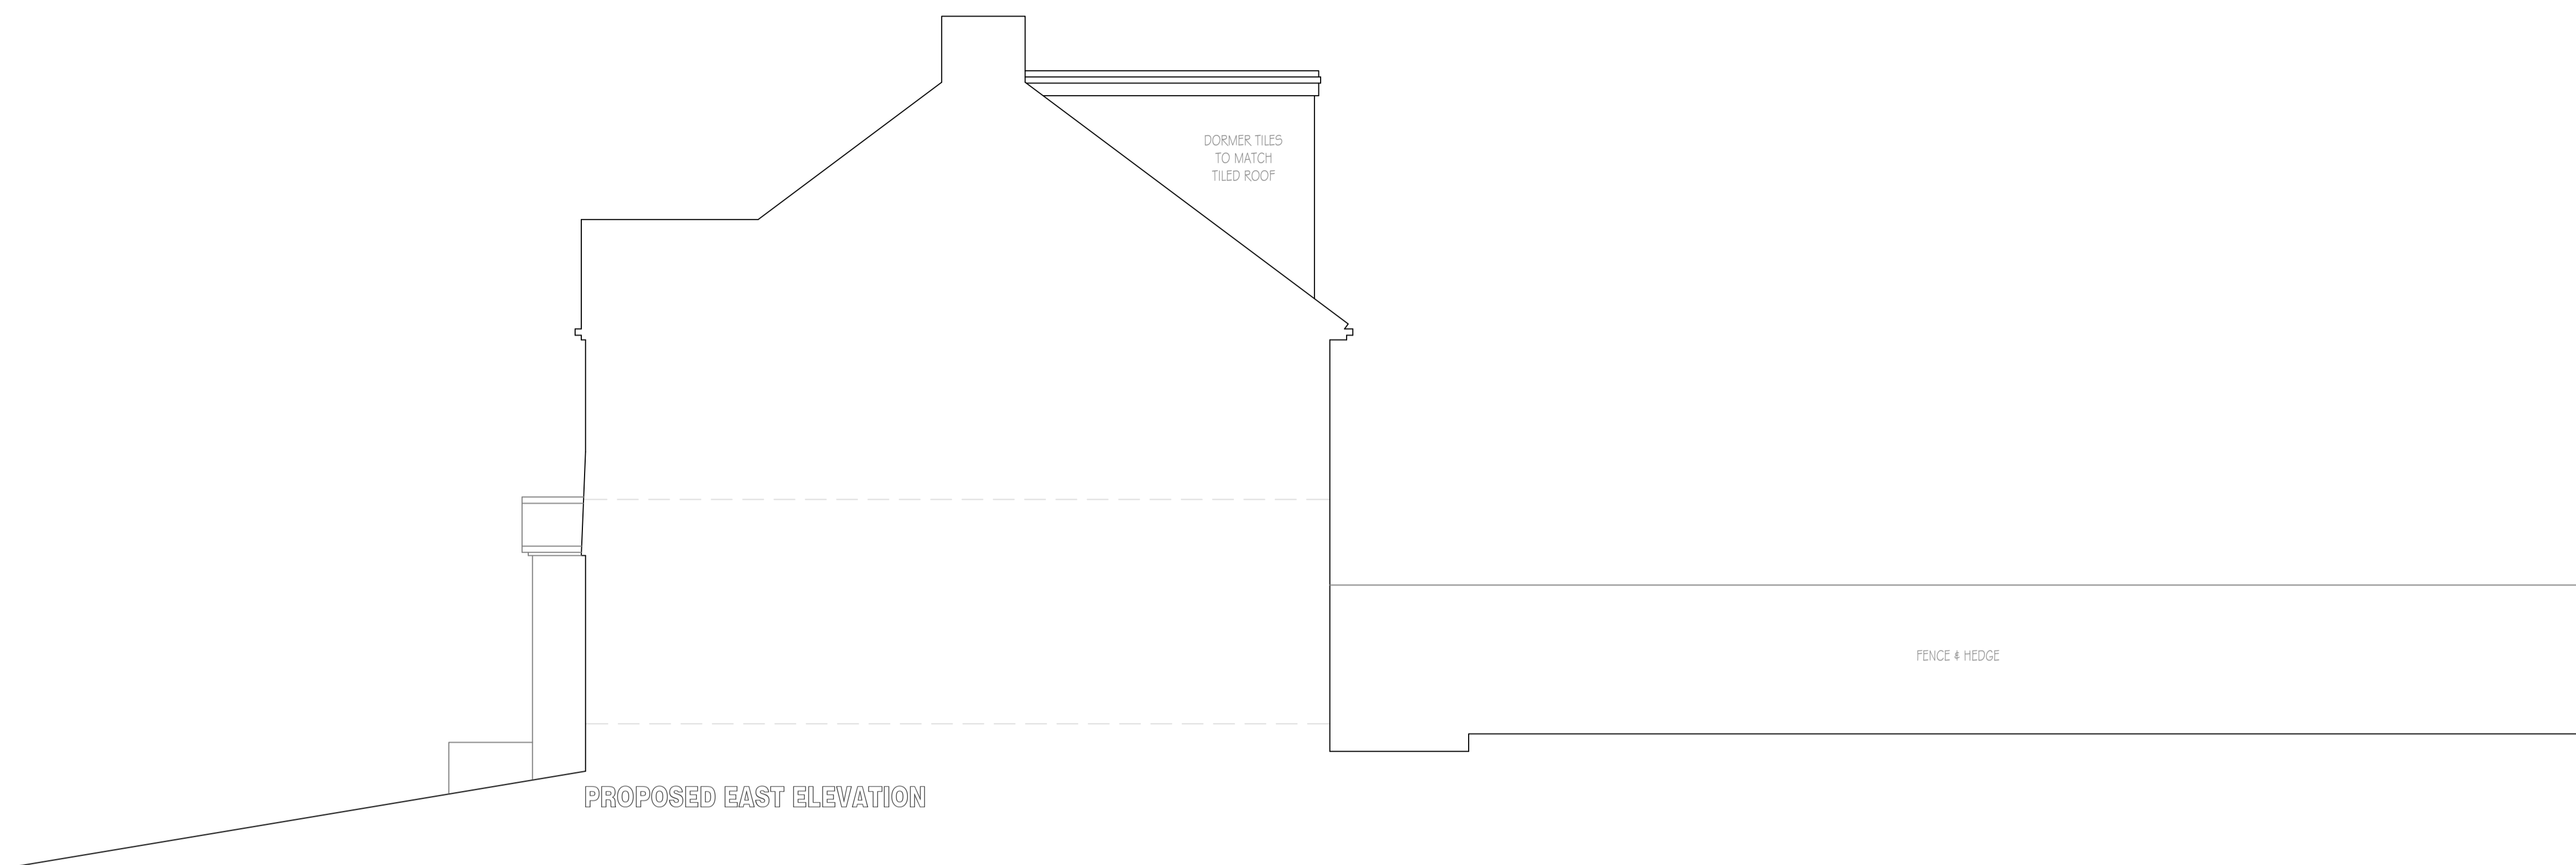 DORMER TILES
TO MATCH
TILED ROOF
FENCE & HEDGE
PROPOSED EAST ELEVATION